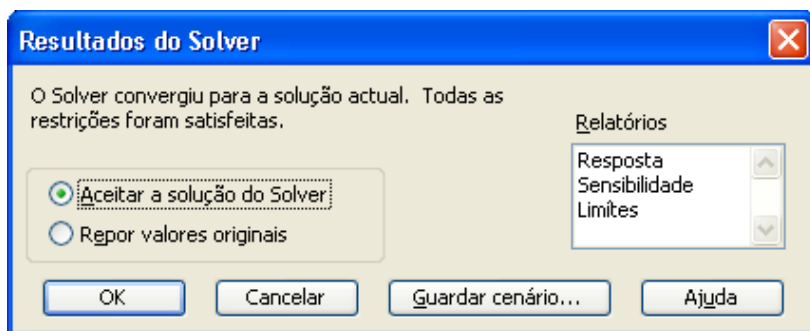 Resultados do Solver
O Solver convergiu para a solução actual. Todas as
restrições foram satisfeitas.
Relatórios
Resposta
Sensibilidade
Limítes
Aceitar a solução do Solver
Repor valores originais
OK
Cancelar
Guardar cenário...
Ajuda